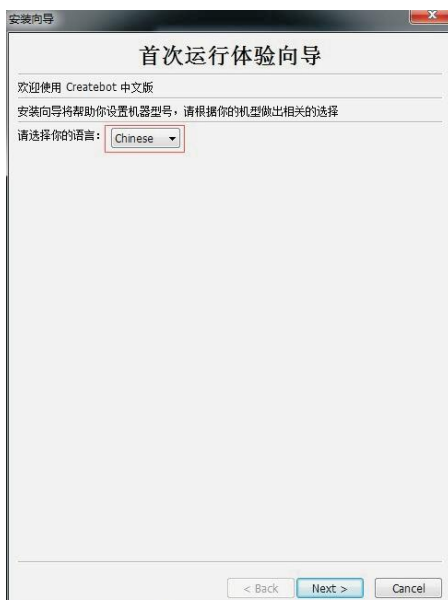 安装向导
首次运行体验向导
欢迎使用 Createbot 中文版
安装向导将帮助你设置机器型号，请根据你的机型做出相关的选择
请选择你的语言： Chinese
< Back Next > Cancel